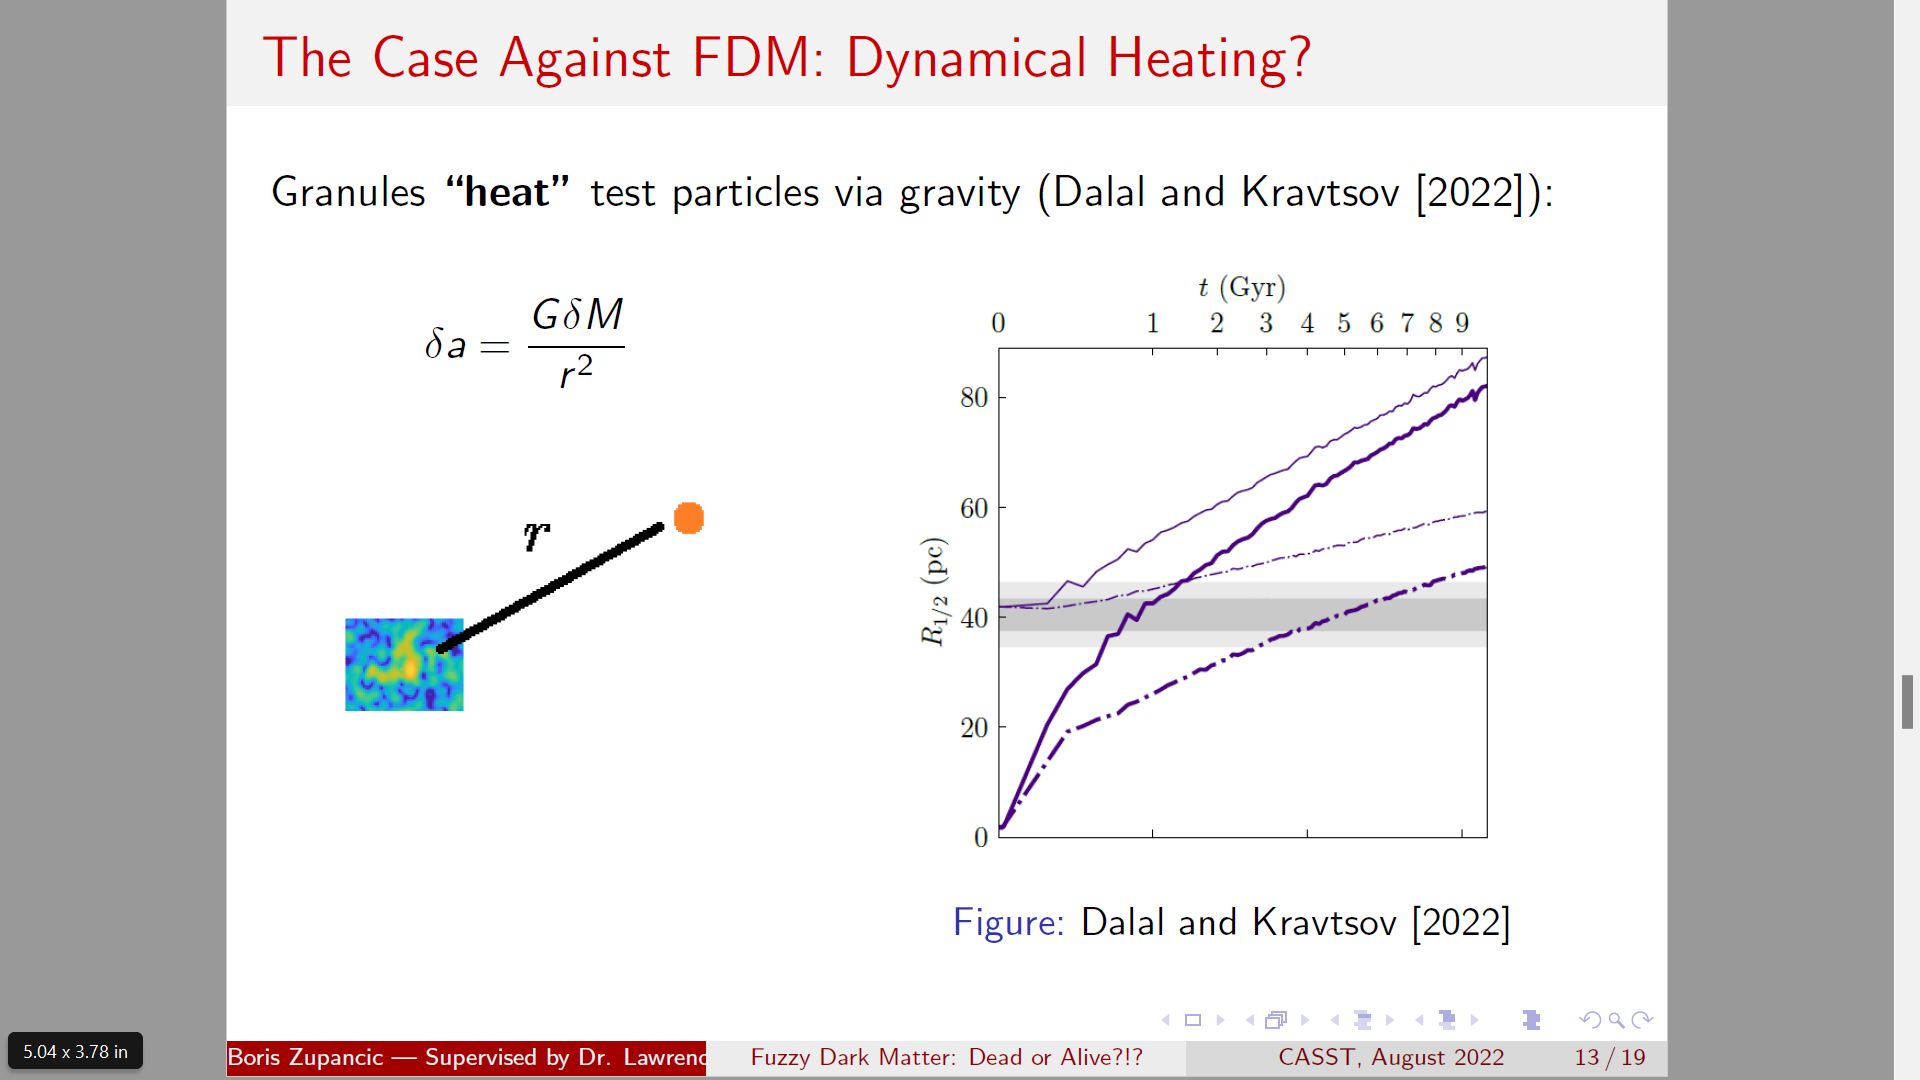 The Case Against FDM: Dynamical Heating?
Granules “heat” test particles via gravity (Dalal and Kravtsov [2022]):
δa = GδM / r²
r
t (Gyr)
0 1 2 3 4 5 6 7 8 9
80
60
40
20
0
R1/2 (pc)
Figure: Dalal and Kravtsov [2022]
5.04 x 3.78 in
Boris Zupancic — Supervised by Dr. Lawrenc
Fuzzy Dark Matter: Dead or Alive?!?
CASST, August 2022
13 / 19